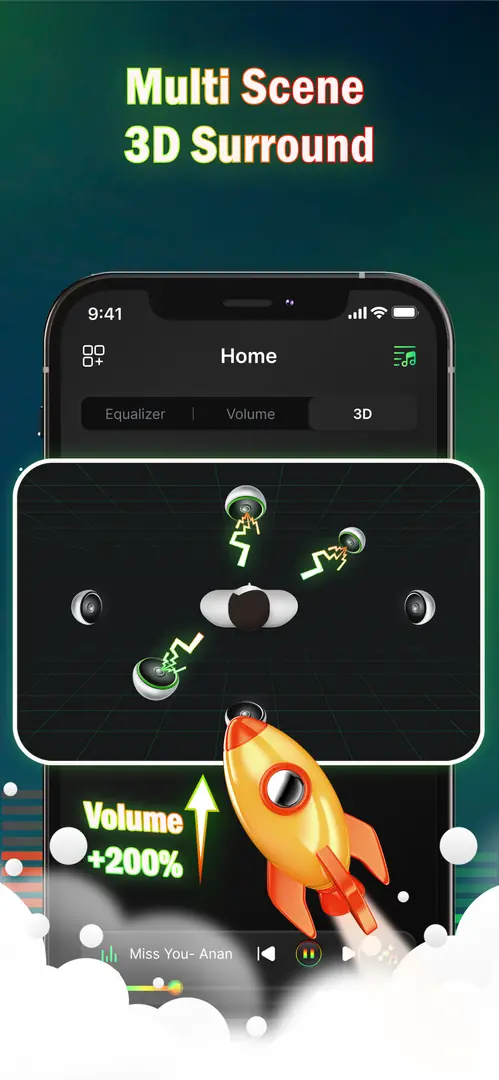 Multi Scene
3D Surround
9:41
Home
Equalizer | Volume 3D
Volume
+200%
Miss You- Anan